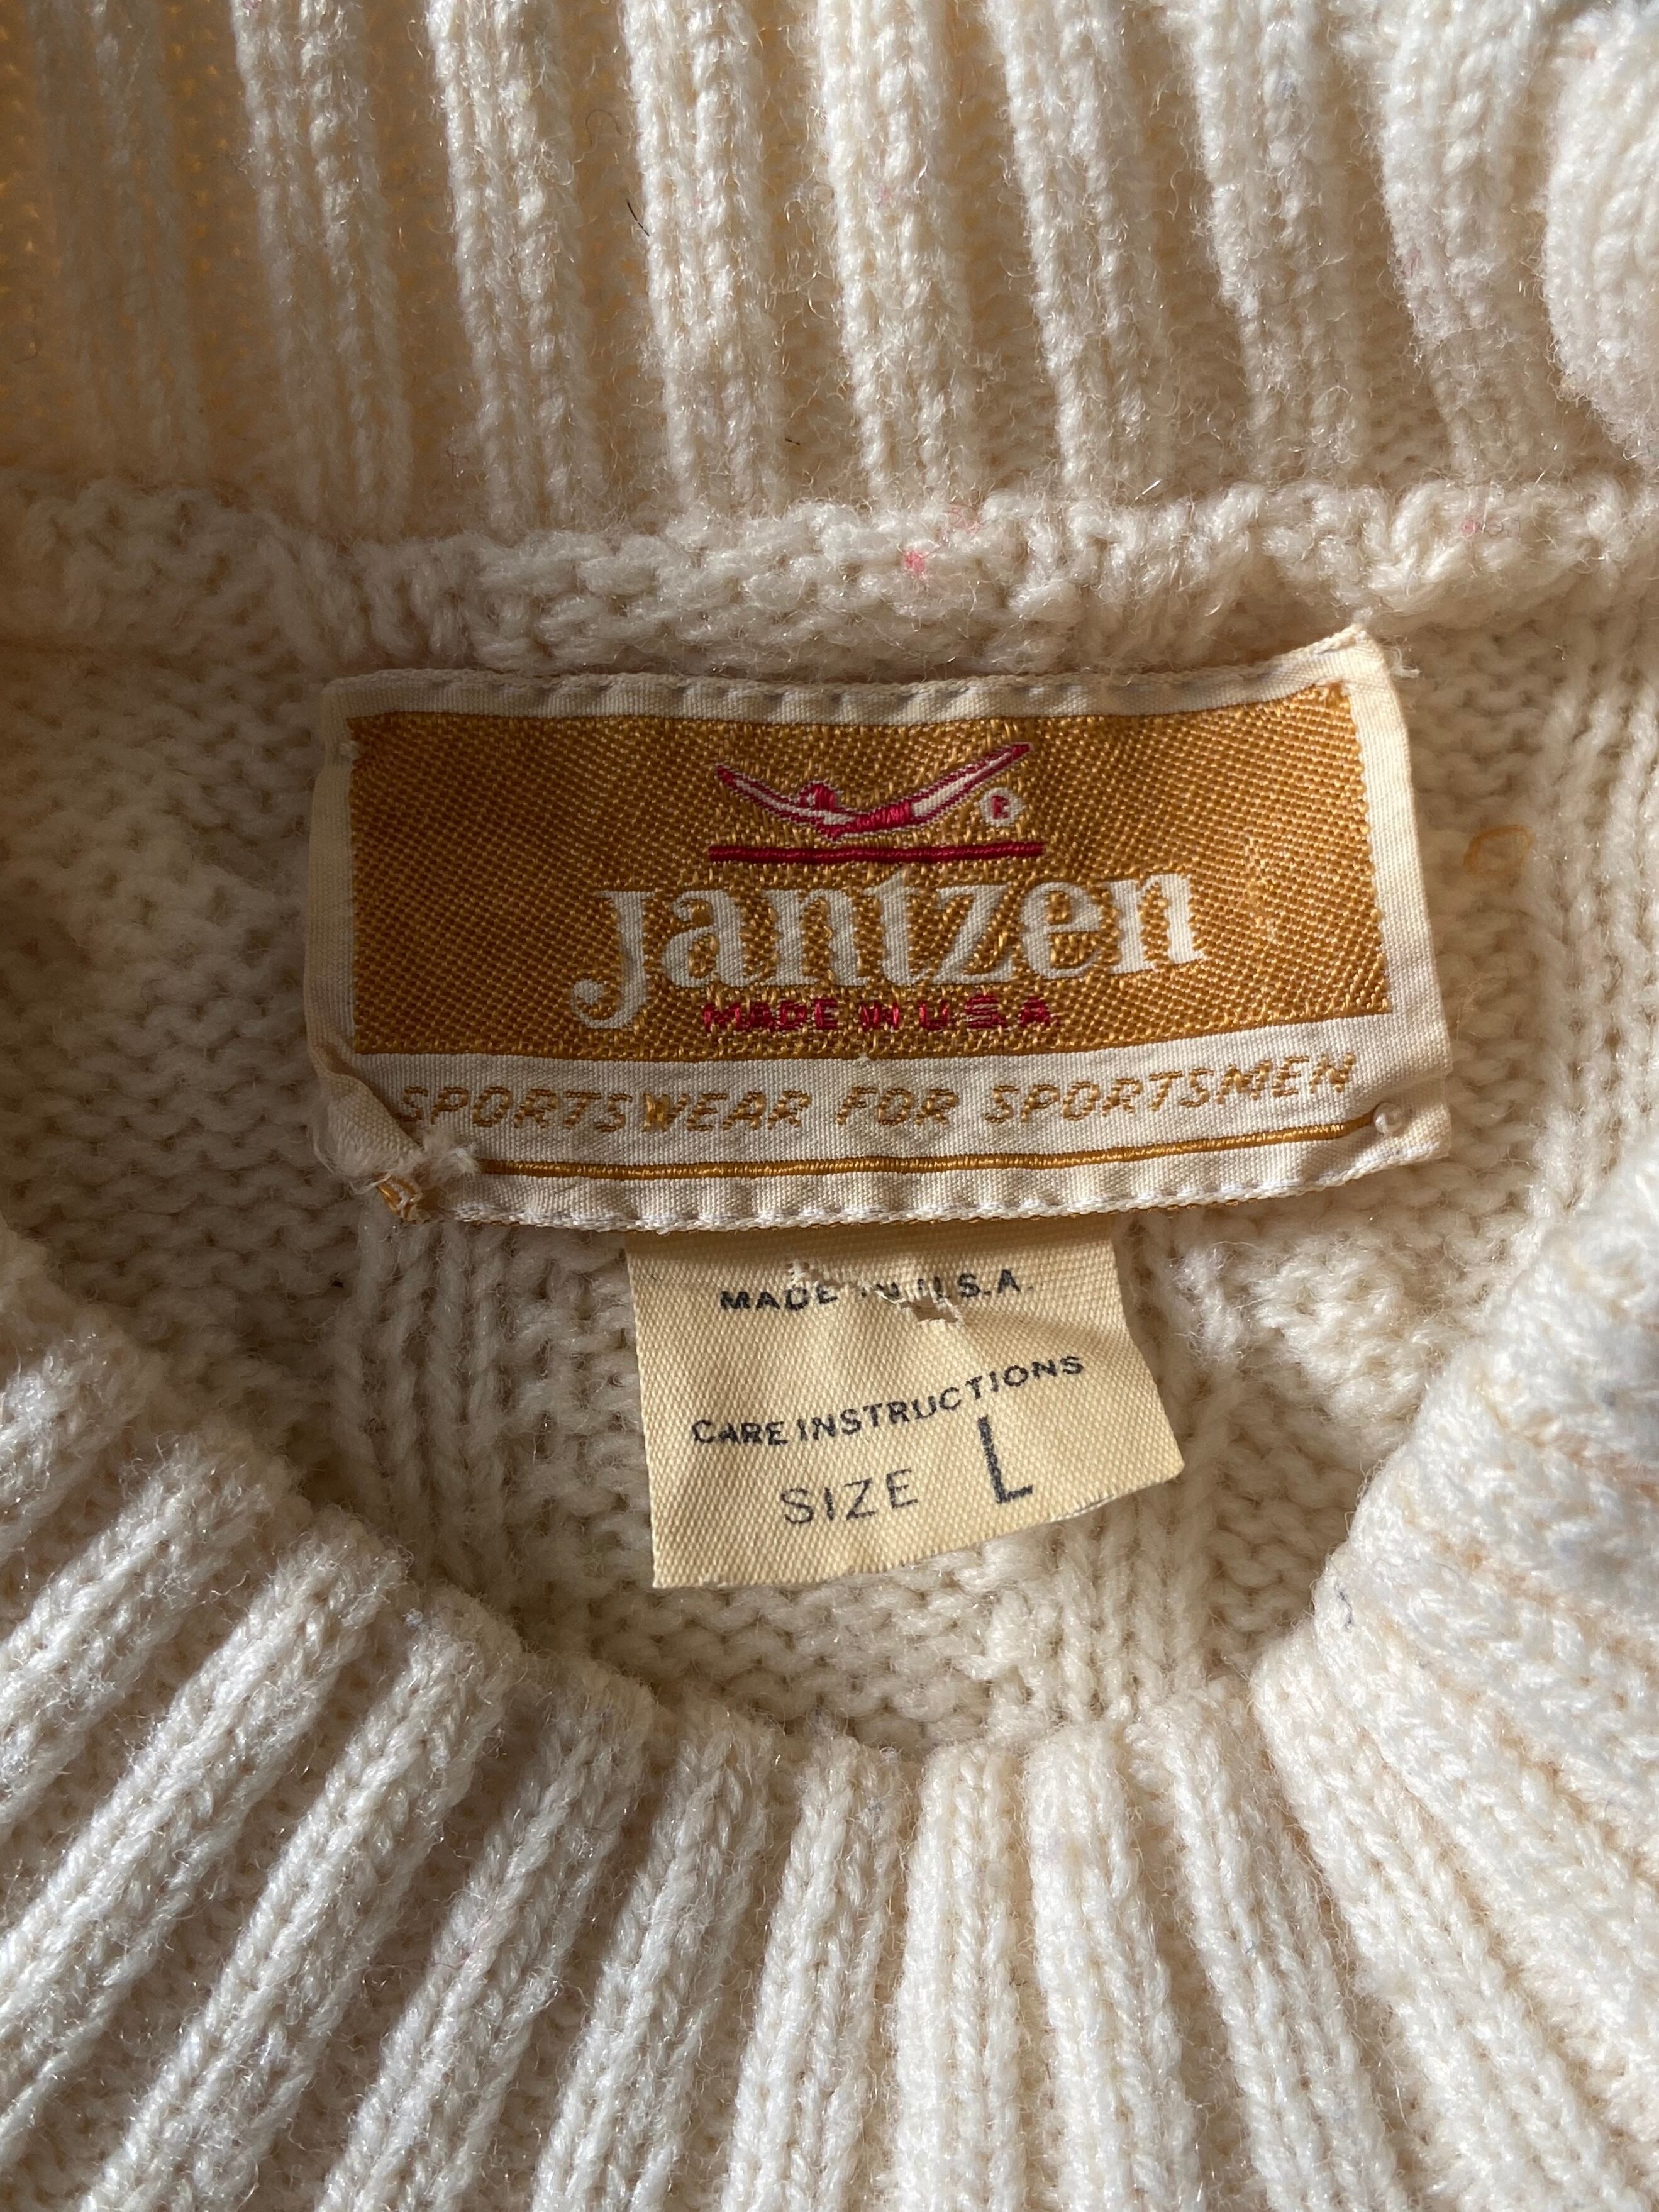 ®
Jantzen
MADE IN U.S.A.
SPORTSWEAR FOR SPORTSMEN
MADE IN U.S.A.
CARE INSTRUCTIONS
SIZE L